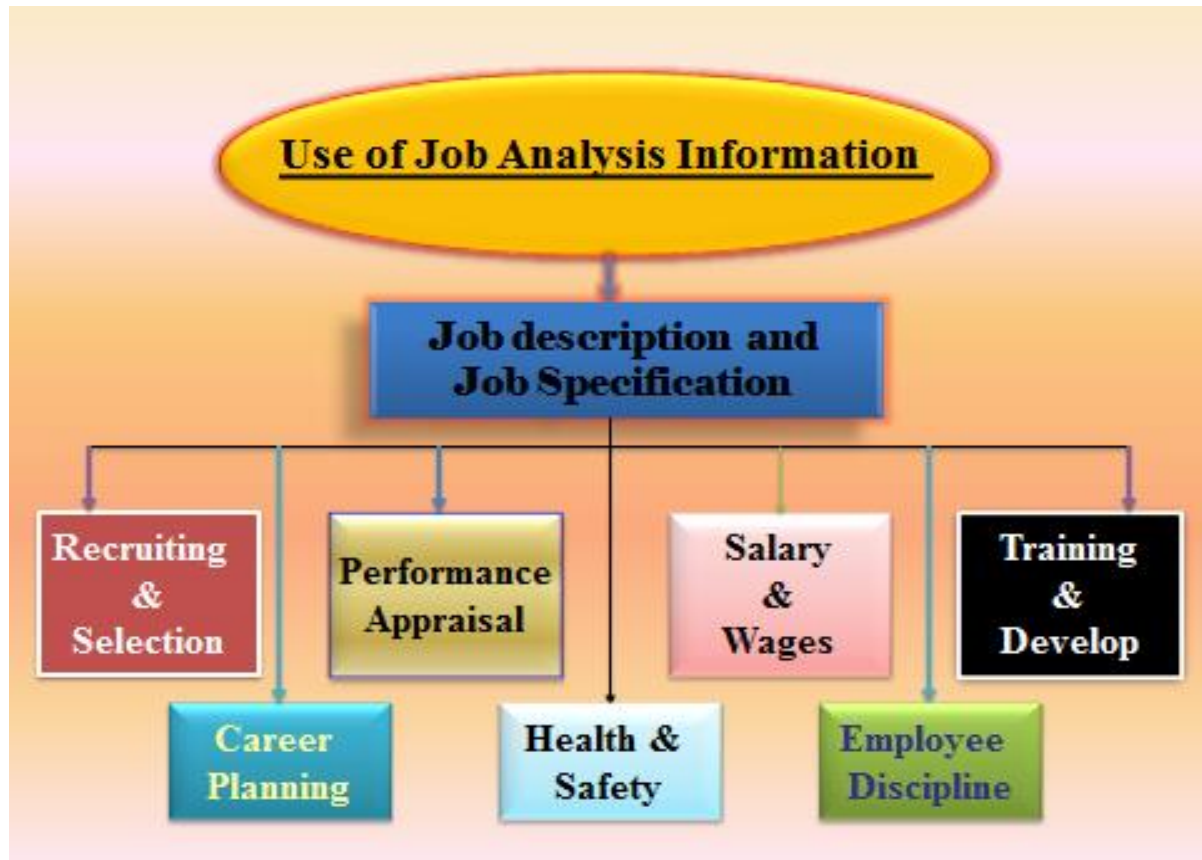 Use of Job Analysis Information
Job description and
Job Specification
Recruiting
&
Selection
Performance
Appraisal
Salary
&
Wages
Training
&
Develop
Career
Planning
Health &
Safety
Employee
Discipline